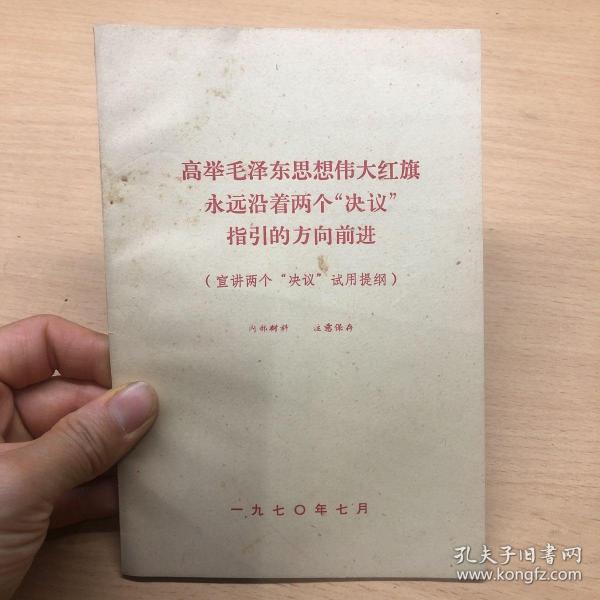 高举毛泽东思想伟大红旗
永远沿着两个“决议”
指引的方向前进
(宣讲两个“决议”试用提纲)
内部材料 注意保存
一九七〇年七月
孔夫子旧书网
www.kongfz.com